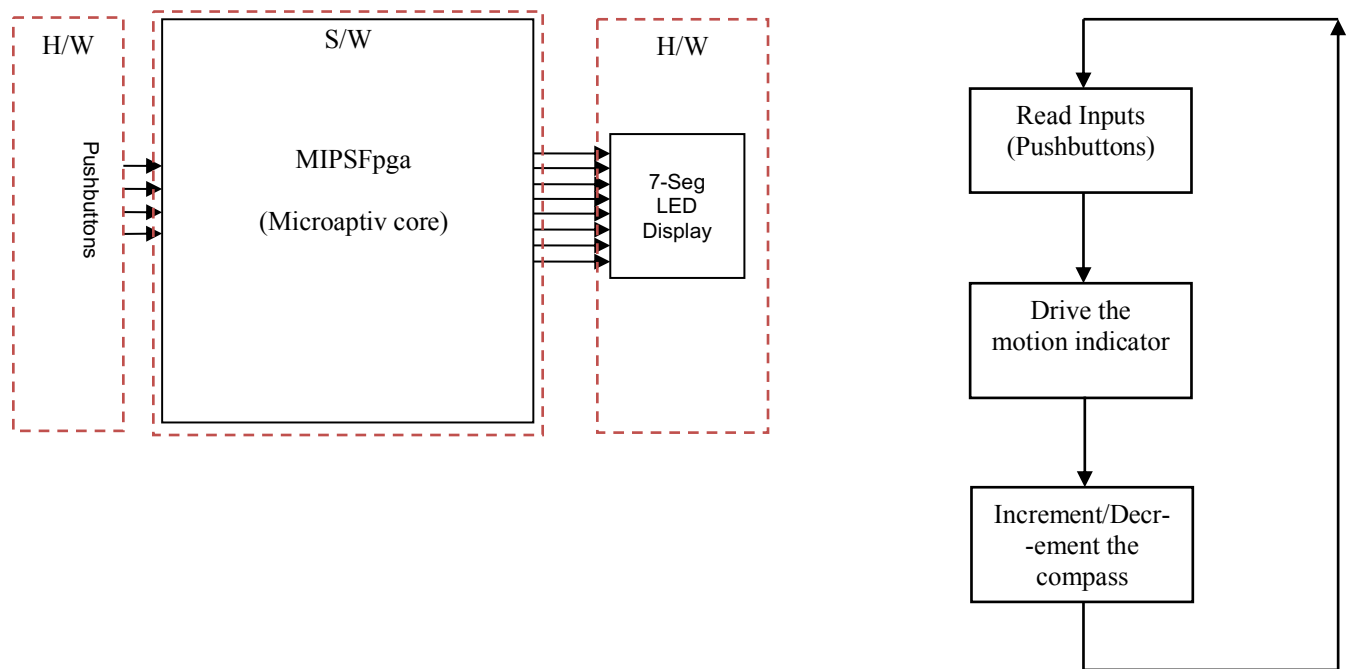 H/W
S/W
H/W
Pushbuttons
MIPSFpga
(Microaptiv core)
7-Seg
LED
Display
Read Inputs
(Pushbuttons)
Drive the
motion indicator
Increment/Decr-
-ement the
compass